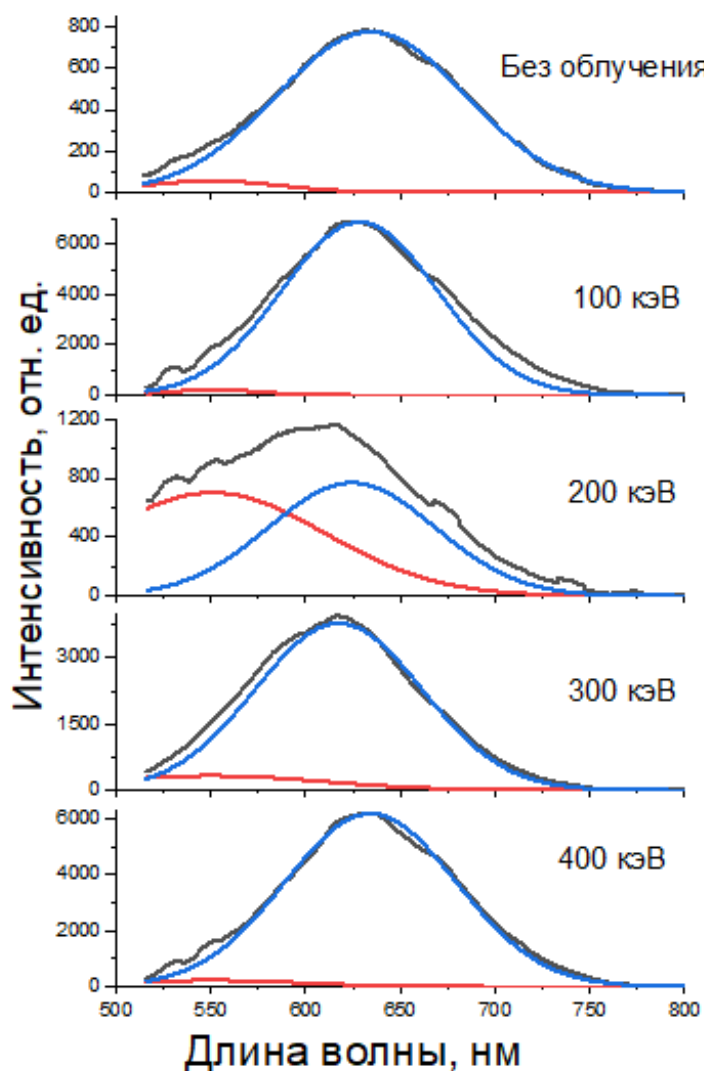 Интенсивность, отн. ед.
800
600
400
200
0
Без облучения
6000
4000
2000
0
100 кэВ
1200
800
400
0
200 кэВ
3000
1500
0
300 кэВ
6000
4000
2000
0
400 кэВ
500 550 600 650 700 750 800
Длина волны, нм